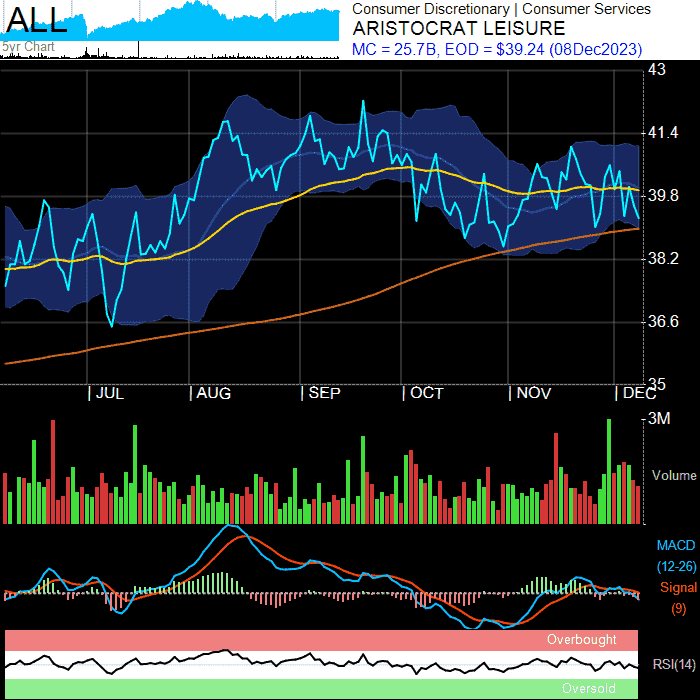 ALL
5yr Chart
Consumer Discretionary | Consumer Services
ARISTOCRAT LEISURE
MC = 25.7B, EOD = $39.24 (08Dec2023)
43
41.4
39.8
38.2
36.6
35
JUL
AUG
SEP
OCT
NOV
DEC
3M
Volume
MACD
(12-26)
Signal
(9)
Overbought
RSI(14)
Oversold